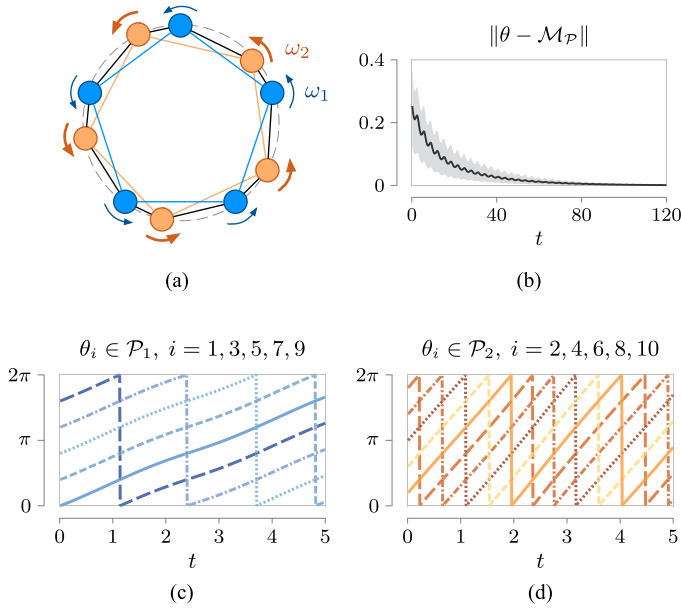 ω₂
ω₁
(a)
‖θ − 𝓜_𝒫‖
0.4
0.2
0
0 40 80 120
t
(b)
θᵢ ∈ 𝒫₁, i = 1, 3, 5, 7, 9
2π
π
0
0 1 2 3 4 5
t
(c)
θᵢ ∈ 𝒫₂, i = 2, 4, 6, 8, 10
2π
π
0
0 1 2 3 4 5
t
(d)